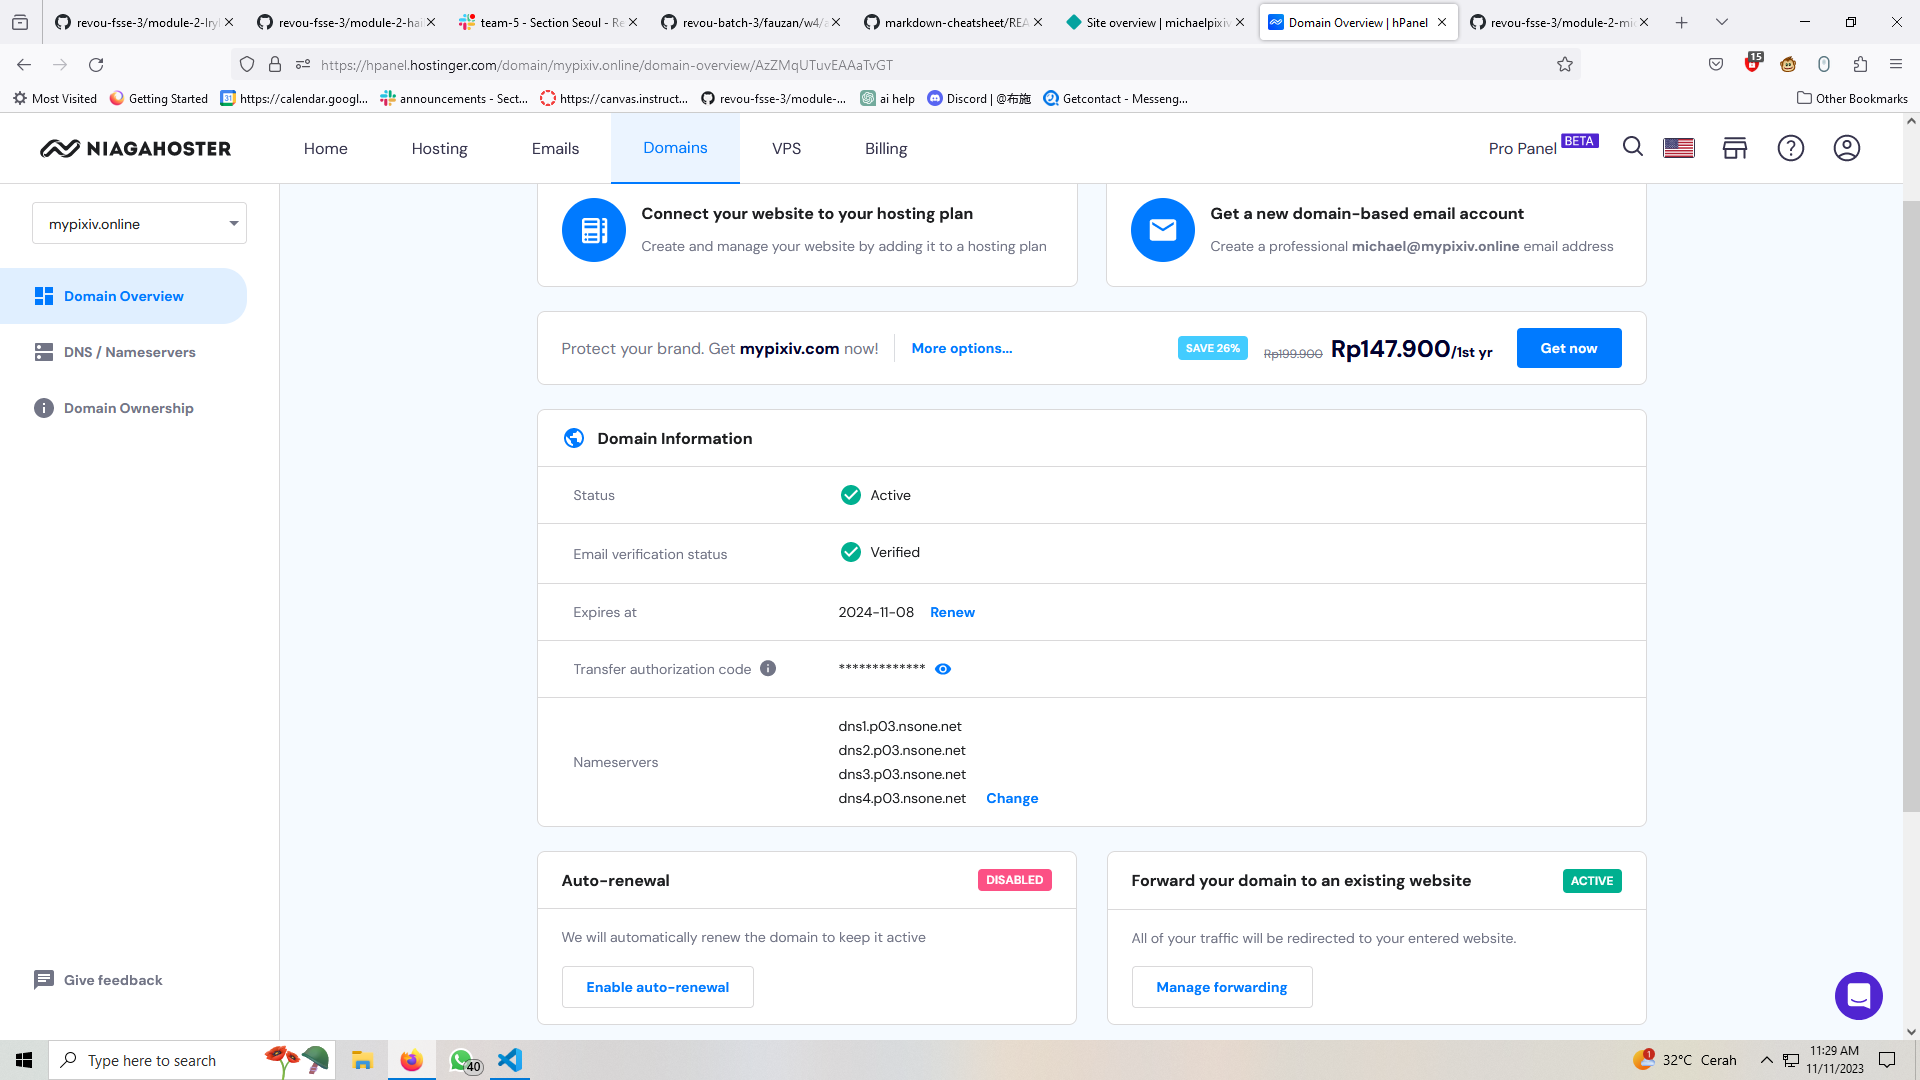 revou-fsse-3/module-2-lryl
revou-fsse-3/module-2-hail
team-5 - Section Seoul - Re
revou-batch-3/fauzan/w4/a
markdown-cheatsheet/REA
Site overview | michaelpixiv
Domain Overview | hPanel
revou-fsse-3/module-2-mic
https://hpanel.hostinger.com/domain/mypixiv.online/domain-overview/AzZMqUTuvEAAaTvGT
15
Most Visited
Getting Started
31
https://calendar.googl...
announcements - Sect...
https://canvas.instruct...
revou-fsse-3/module-...
ai help
Discord | @布施
Getcontact - Messeng...
Other Bookmarks
NIAGAHOSTER
Home
Hosting
Emails
Domains
VPS
Billing
Pro Panel BETA
mypixiv.online
Domain Overview
DNS / Nameservers
Domain Ownership
Give feedback
Connect your website to your hosting plan
Create and manage your website by adding it to a hosting plan
Get a new domain-based email account
Create a professional michael@mypixiv.online email address
Protect your brand. Get mypixiv.com now!
More options...
SAVE 26%
Rp199.900
Rp147.900/1st yr
Get now
Domain Information
Status
Active
Email verification status
Verified
Expires at
2024-11-08
Renew
Transfer authorization code
*************
Nameservers
dns1.p03.nsone.net
dns2.p03.nsone.net
dns3.p03.nsone.net
dns4.p03.nsone.net
Change
Auto-renewal
DISABLED
We will automatically renew the domain to keep it active
Enable auto-renewal
Forward your domain to an existing website
ACTIVE
All of your traffic will be redirected to your entered website.
Manage forwarding
Type here to search
40
1
32°C Cerah
11:29 AM
11/11/2023